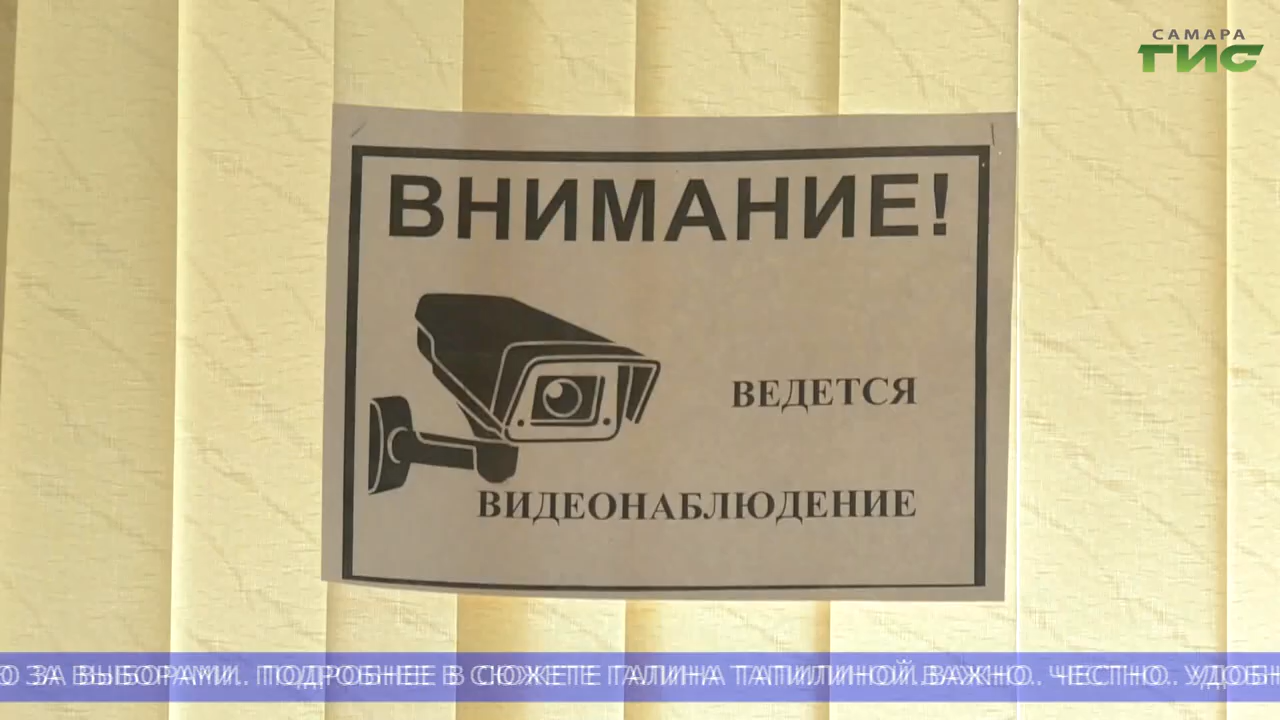 САМАРА
ГИС
ВНИМАНИЕ!
ВЕДЕТСЯ
ВИДЕОНАБЛЮДЕНИЕ
ЗА ВЫБОРАМИ. ПОДРОБНЕЕ В СЮЖЕТЕ ГАЛИНА ТАПИЛИНОЙ. ВАЖНО. ЧЕСТНО.